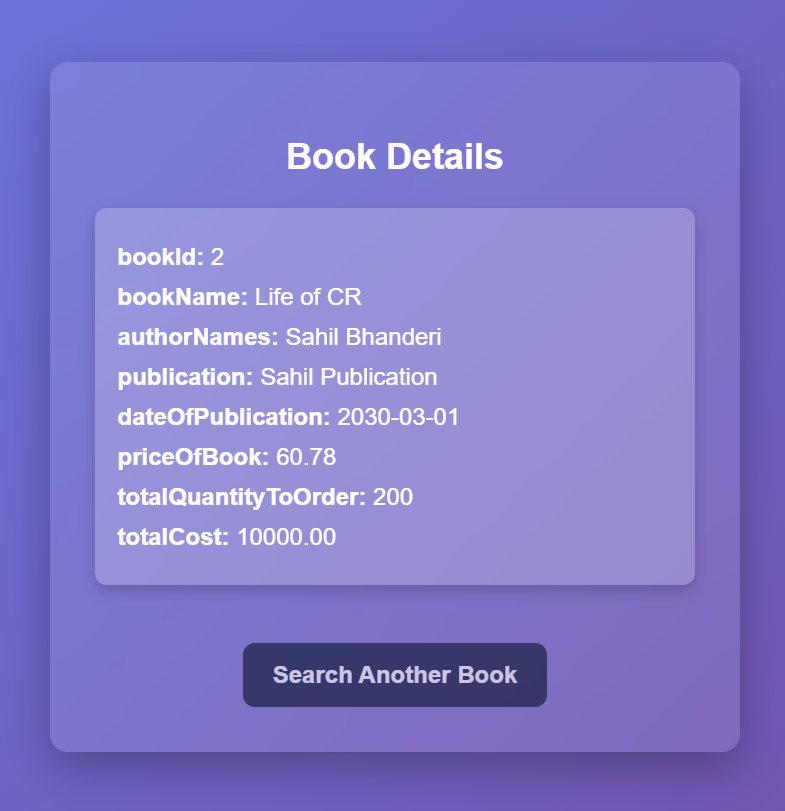 Book Details
bookId: 2
bookName: Life of CR
authorNames: Sahil Bhanderi
publication: Sahil Publication
dateOfPublication: 2030-03-01
priceOfBook: 60.78
totalQuantityToOrder: 200
totalCost: 10000.00
Search Another Book